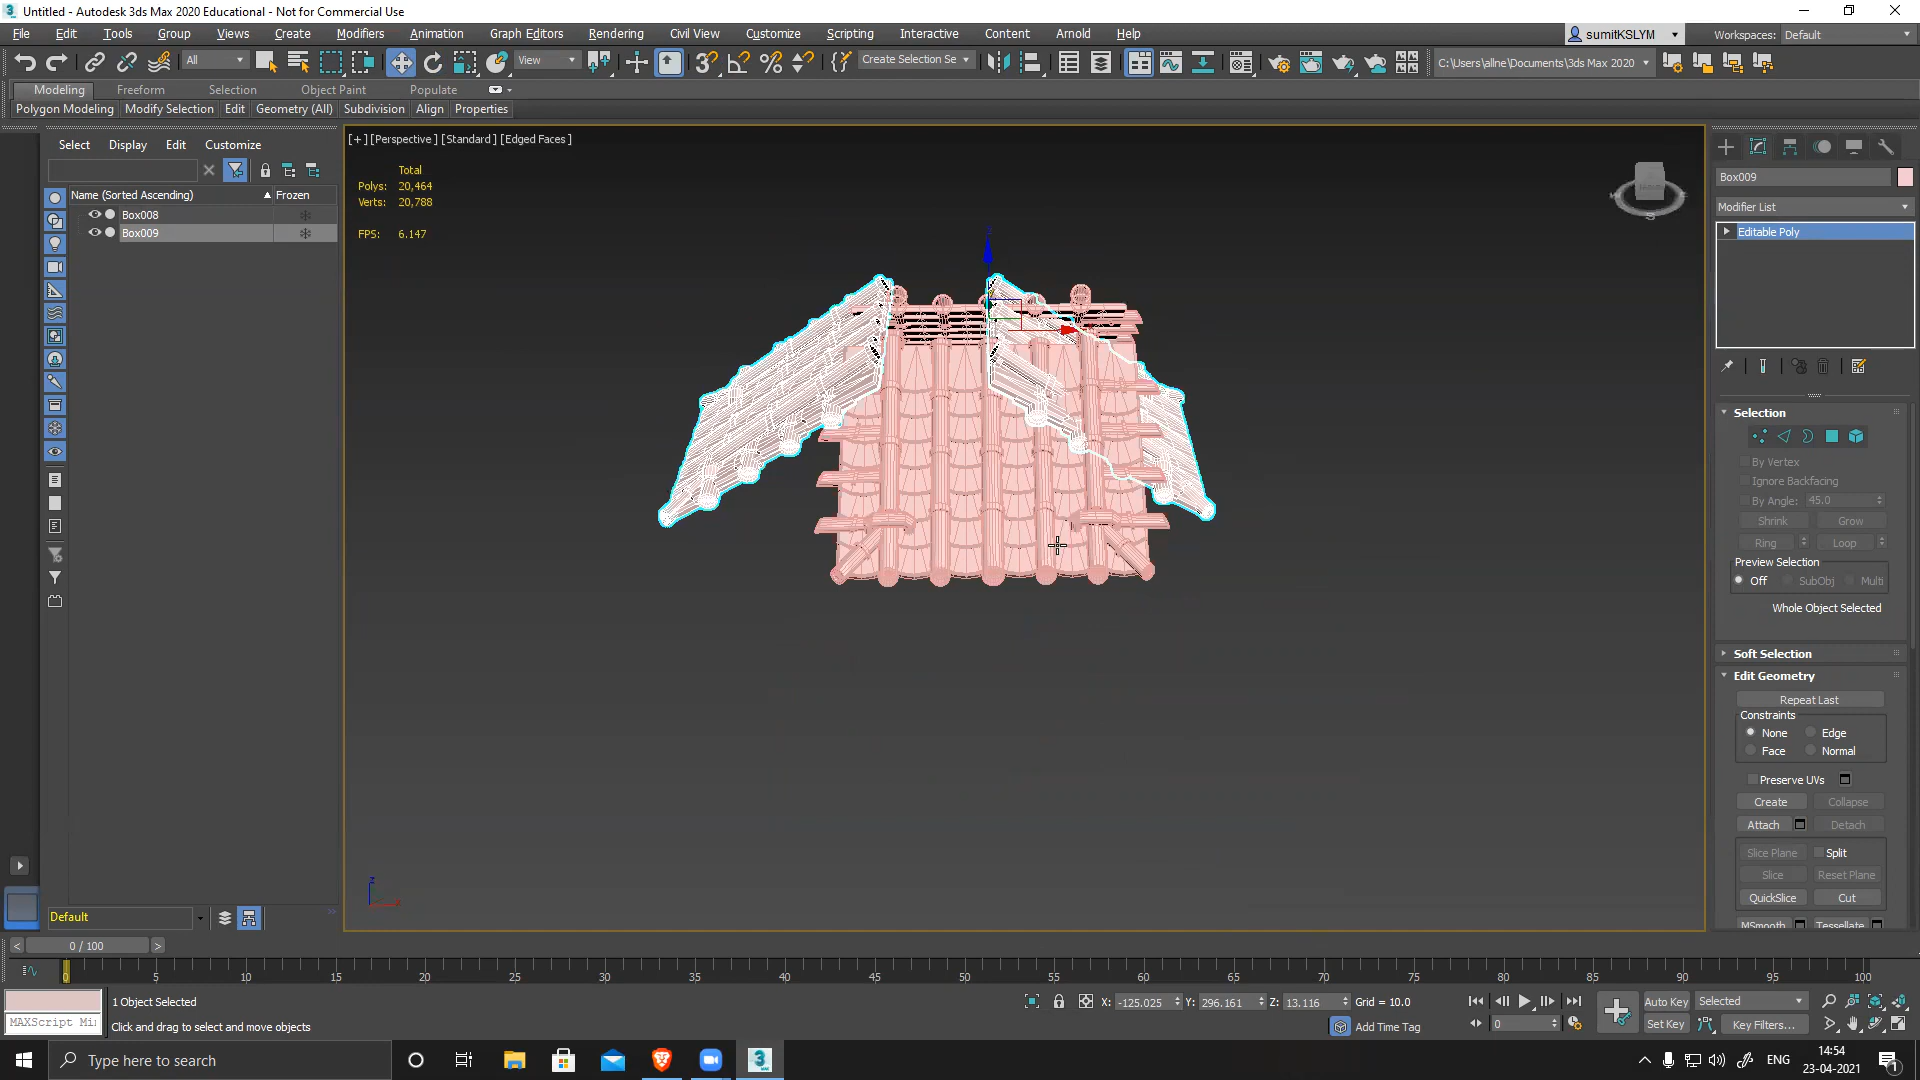 Untitled - Autodesk 3ds Max 2020 Educational - Not for Commercial Use
File Edit Tools Group Views Create Modifiers Animation Graph Editors Rendering Civil View Customize Scripting Interactive Content Arnold Help
sumitKSLYM Workspaces: Default
All View Create Selection Se C:\Users\allne\Documents\3ds Max 2020
Modeling Freeform Selection Object Paint Populate
Polygon Modeling Modify Selection Edit Geometry (All) Subdivision Align Properties
Select Display Edit Customize
Name (Sorted Ascending) Frozen
Box008
Box009
[+] [Perspective] [Standard] [Edged Faces]
Total
Polys: 20,464
Verts: 20,788
FPS: 6.147
Box009
Modifier List
Editable Poly
Selection
By Vertex
Ignore Backfacing
By Angle: 45.0
Shrink Grow
Ring Loop
Preview Selection
Off SubObj Multi
Whole Object Selected
Soft Selection
Edit Geometry
Repeat Last
Constraints
None Edge
Face Normal
Preserve UVs
Create Collapse
Attach Detach
Slice Plane Split
Slice Reset Plane
QuickSlice Cut
MSmooth Tessellate
Default
0 / 100
0 5 10 15 20 25 30 35 40 45 50 55 60 65 70 75 80 85 90 95 100
1 Object Selected
X: -125.025 Y: 296.161 Z: 13.116 Grid = 10.0
Auto Key Selected
MAXScript Mi
Click and drag to select and move objects
Add Time Tag
0
Set Key Key Filters...
Type here to search
ENG
14:54
23-04-2021
1